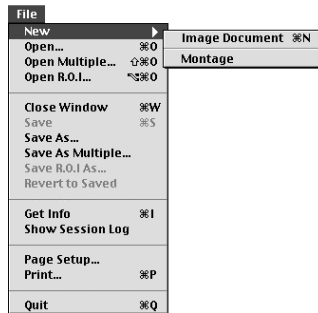 File
New
Image Document ⌘N
Open... ⌘O
Montage
Open Multiple... ⇧⌘O
Open R.O.I... ⌥⌘O
Close Window ⌘W
Save ⌘S
Save As...
Save As Multiple...
Save R.O.I As...
Revert to Saved
Get Info ⌘I
Show Session Log
Page Setup...
Print... ⌘P
Quit ⌘Q